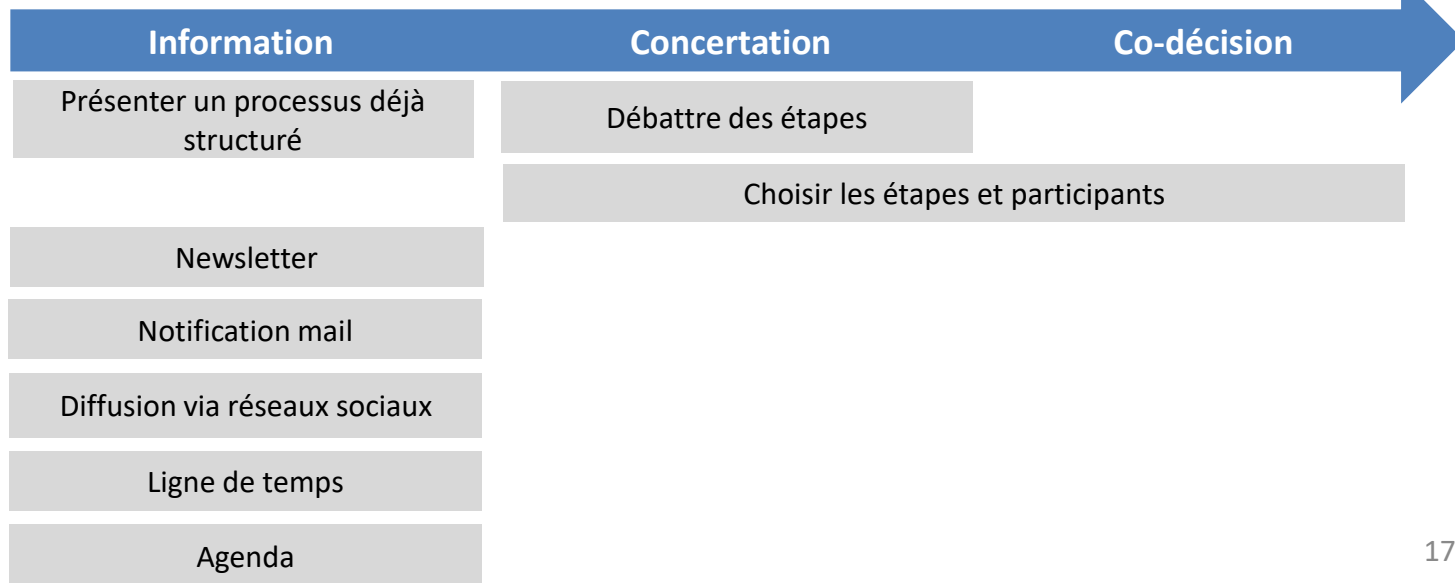 Information Concertation Co-décision
Présenter un processus déjà
structuré
Débattre des étapes
Choisir les étapes et participants
Newsletter
Notification mail
Diffusion via réseaux sociaux
Ligne de temps
Agenda
17